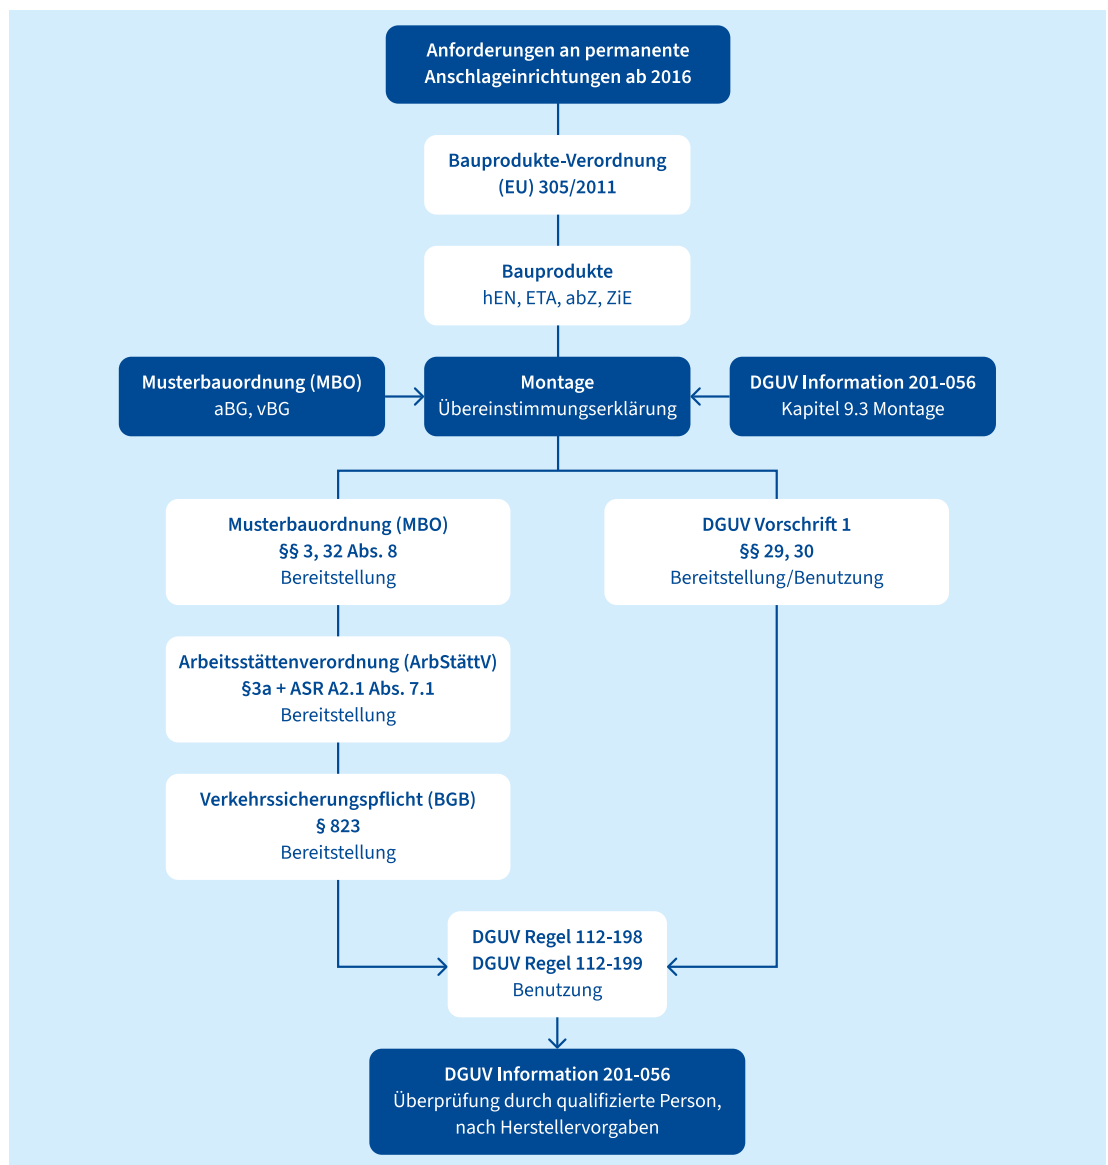 Anforderungen an permanente
Anschlageinrichtungen ab 2016
Bauprodukte-Verordnung
(EU) 305/2011
Bauprodukte
hEN, ETA, abZ, ZiE
Musterbauordnung (MBO)
aBG, vBG
Montage
Übereinstimmungserklärung
DGUV Information 201-056
Kapitel 9.3 Montage
Musterbauordnung (MBO)
§§ 3, 32 Abs. 8
Bereitstellung
DGUV Vorschrift 1
§§ 29, 30
Bereitstellung/Benutzung
Arbeitsstättenverordnung (ArbStättV)
§3a + ASR A2.1 Abs. 7.1
Bereitstellung
Verkehrssicherungspflicht (BGB)
§ 823
Bereitstellung
DGUV Regel 112-198
DGUV Regel 112-199
Benutzung
DGUV Information 201-056
Überprüfung durch qualifizierte Person,
nach Herstellervorgaben